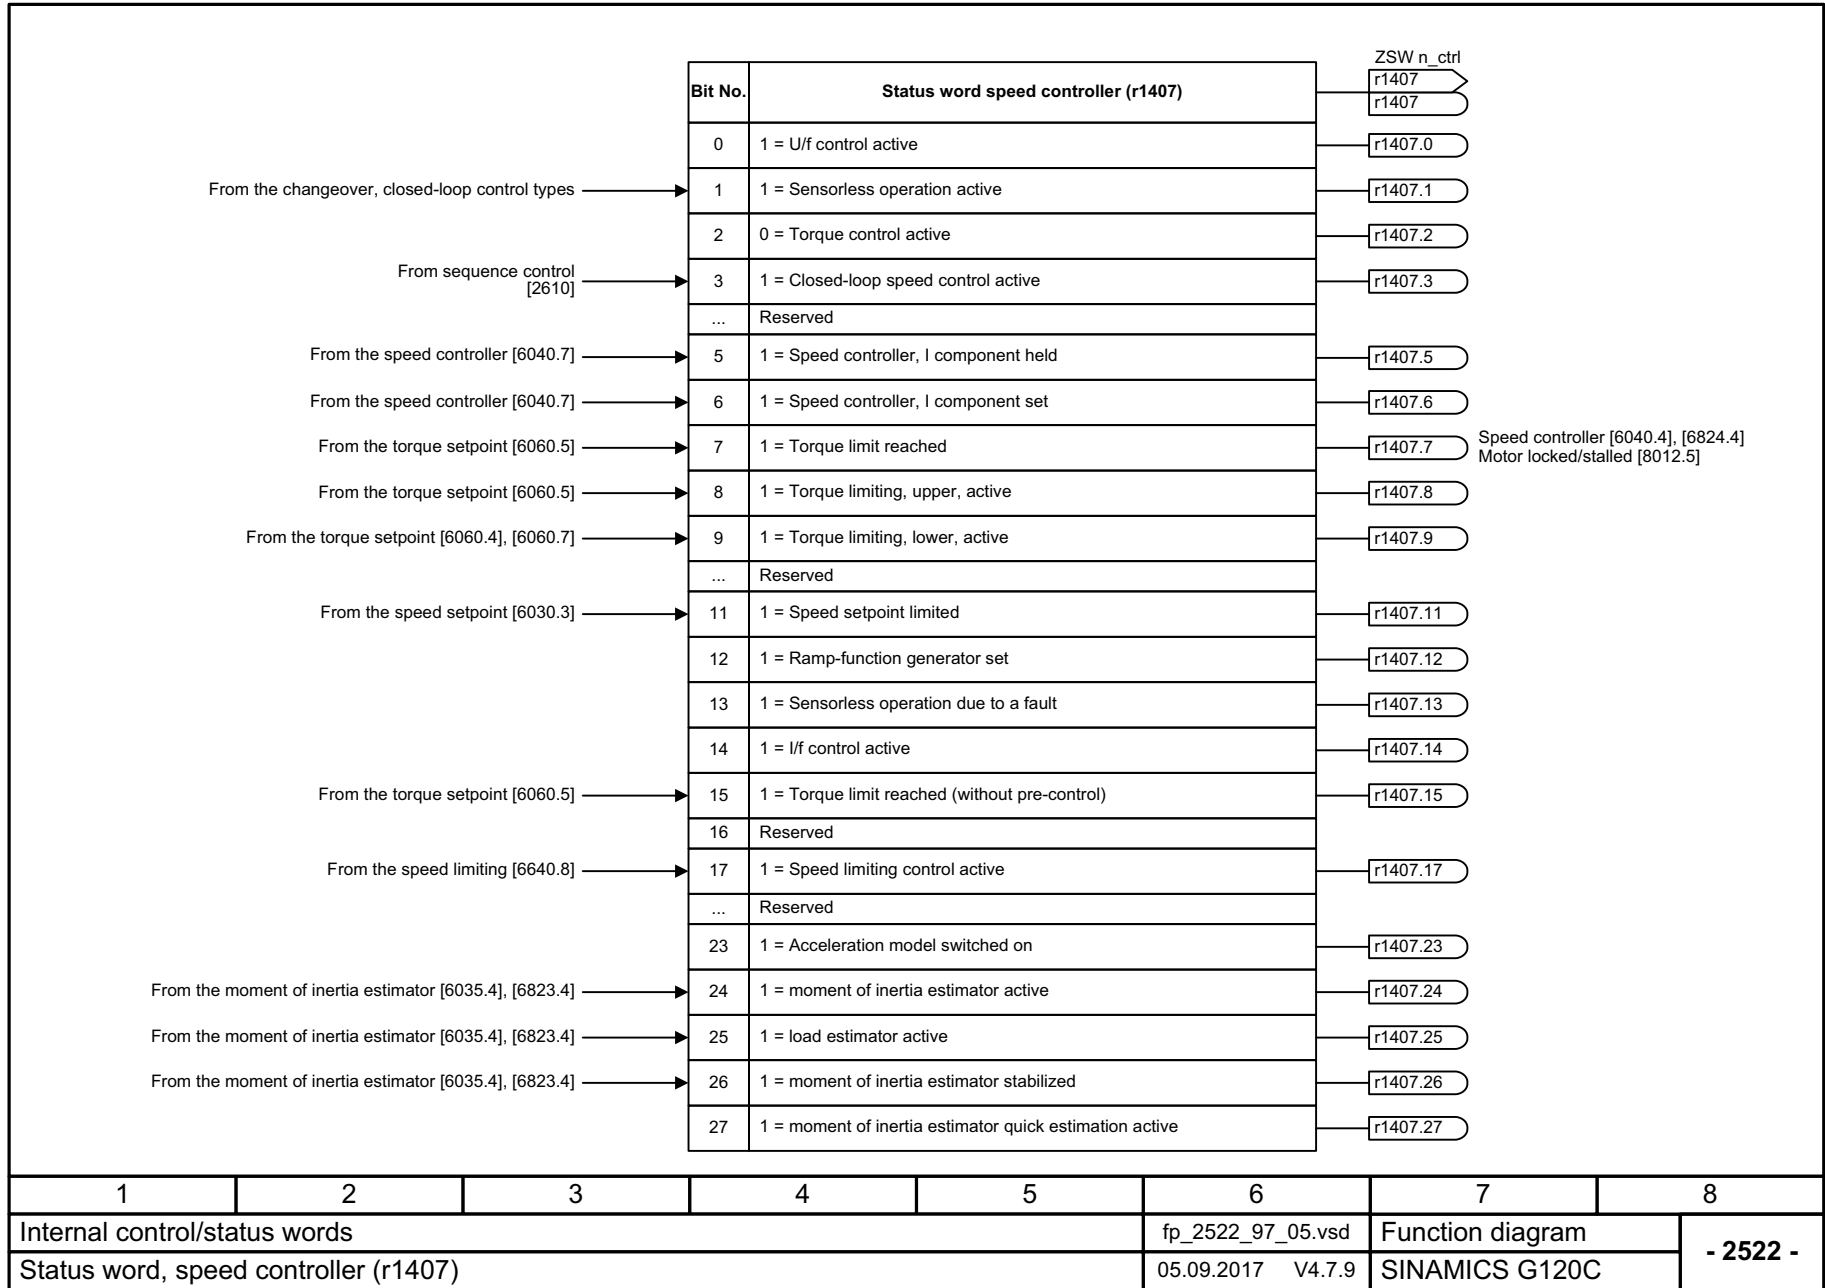 ZSW n_ctrl
Bit No. Status word speed controller (r1407) r1407
r1407
0 1 = U/f control active r1407.0
From the changeover, closed-loop control types 1 1 = Sensorless operation active r1407.1
2 0 = Torque control active r1407.2
From sequence control
[2610] 3 1 = Closed-loop speed control active r1407.3
... Reserved
From the speed controller [6040.7] 5 1 = Speed controller, I component held r1407.5
From the speed controller [6040.7] 6 1 = Speed controller, I component set r1407.6
From the torque setpoint [6060.5] 7 1 = Torque limit reached r1407.7 Speed controller [6040.4], [6824.4]
Motor locked/stalled [8012.5]
From the torque setpoint [6060.5] 8 1 = Torque limiting, upper, active r1407.8
From the torque setpoint [6060.4], [6060.7] 9 1 = Torque limiting, lower, active r1407.9
... Reserved
From the speed setpoint [6030.3] 11 1 = Speed setpoint limited r1407.11
12 1 = Ramp-function generator set r1407.12
13 1 = Sensorless operation due to a fault r1407.13
14 1 = I/f control active r1407.14
From the torque setpoint [6060.5] 15 1 = Torque limit reached (without pre-control) r1407.15
16 Reserved
From the speed limiting [6640.8] 17 1 = Speed limiting control active r1407.17
... Reserved
23 1 = Acceleration model switched on r1407.23
From the moment of inertia estimator [6035.4], [6823.4] 24 1 = moment of inertia estimator active r1407.24
From the moment of inertia estimator [6035.4], [6823.4] 25 1 = load estimator active r1407.25
From the moment of inertia estimator [6035.4], [6823.4] 26 1 = moment of inertia estimator stabilized r1407.26
27 1 = moment of inertia estimator quick estimation active r1407.27
1 2 3 4 5 6 7 8
Internal control/status words fp_2522_97_05.vsd Function diagram - 2522 -
Status word, speed controller (r1407) 05.09.2017 V4.7.9 SINAMICS G120C